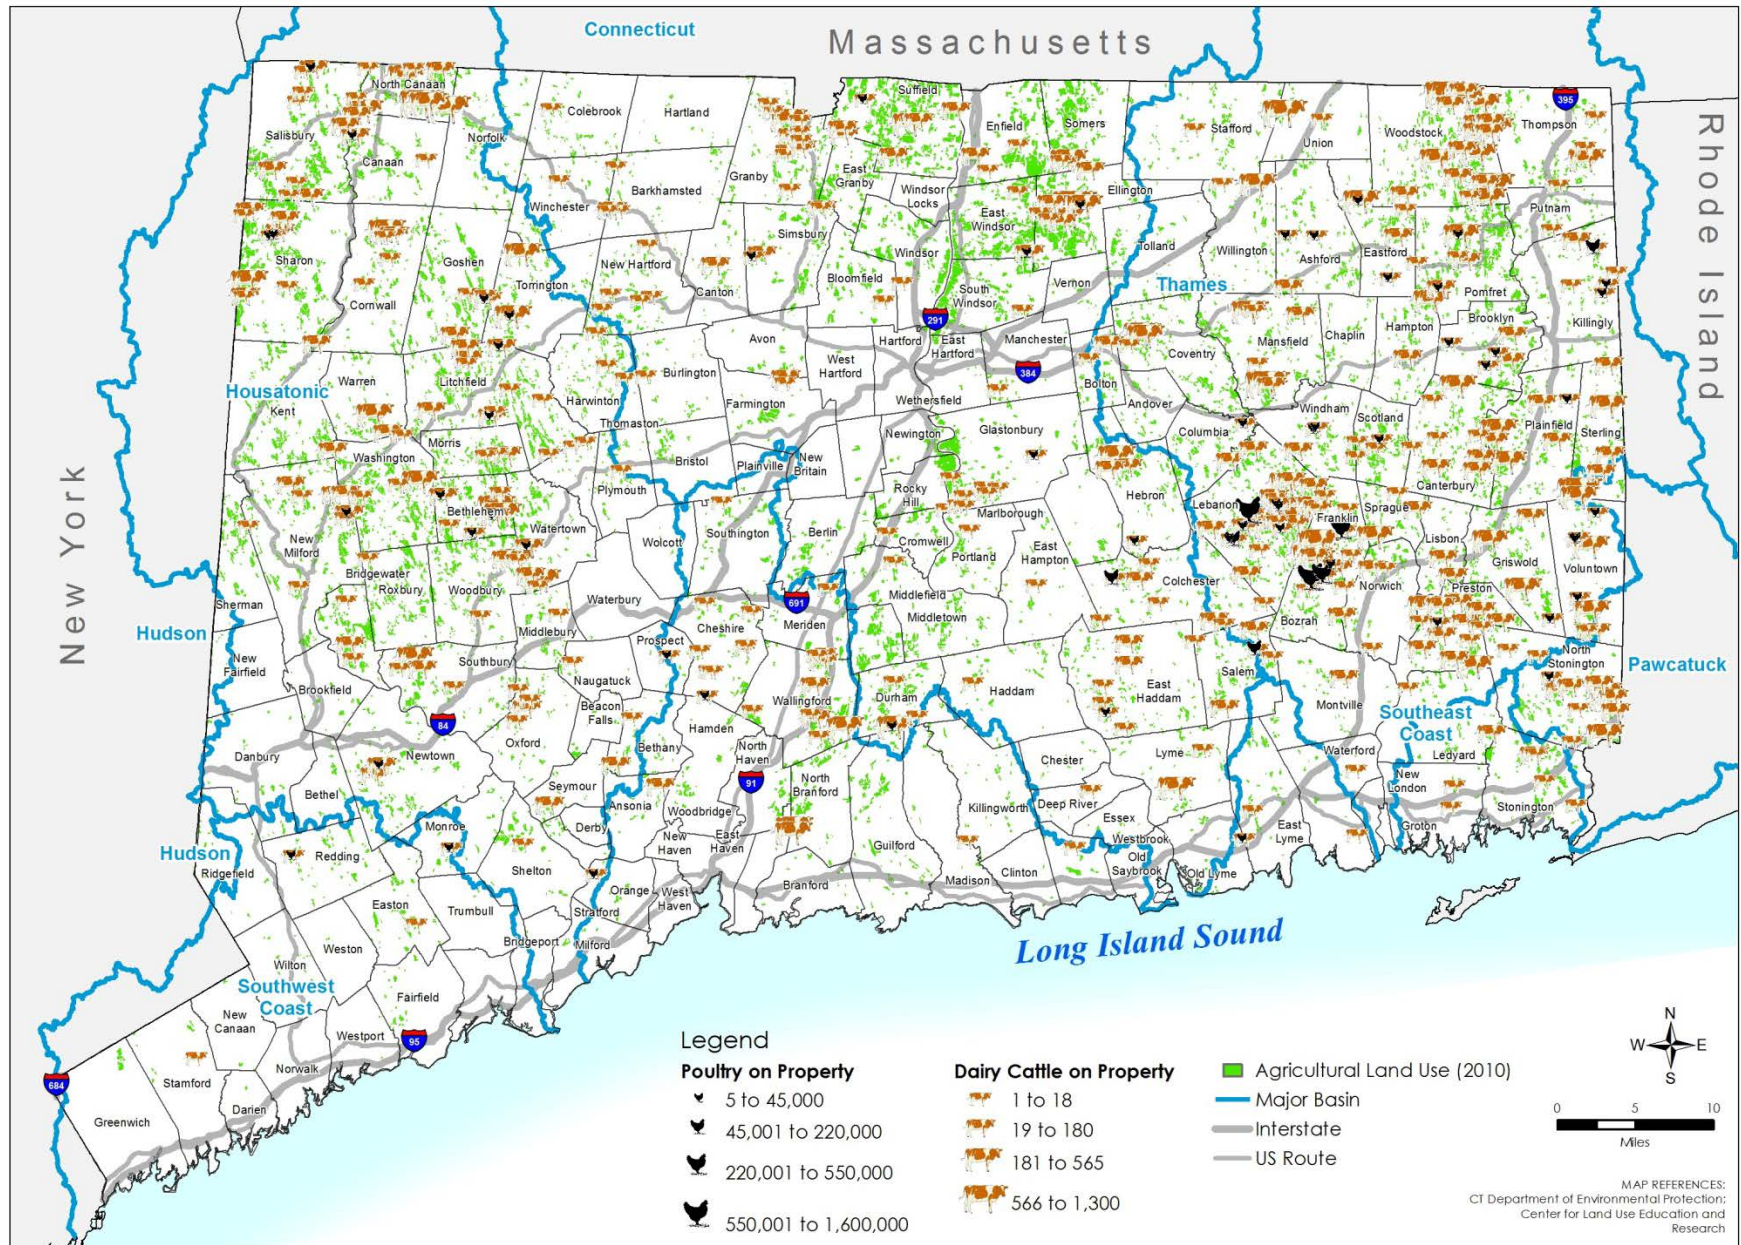 Connecticut
Massachusetts
North Canaan
Colebrook
Hartland
Suffield
Enfield
Somers
Stafford
Union
Woodstock
Thompson
395
Salisbury
Norfolk
Canaan
Barkhamsted
Granby
East
Granby
Windsor
Locks
Ellington
Rhode Island
Winchester
Simsbury
East
Windsor
Putnam
Sharon
Goshen
New Hartford
Windsor
Tolland
Willington
Ashford
Eastford
Torrington
Canton
Bloomfield
South
Windsor
Vernon
Thames
Pomfret
Cornwall
291
Mansfield
Chaplin
Hampton
Brooklyn
Killingly
Avon
West
Hartford
Hartford
East
Hartford
Manchester
Coventry
384
Housatonic
Kent
Warren
Litchfield
Harwinton
Burlington
Farmington
Wethersfield
Bolton
Andover
Windham
Scotland
Thomaston
Newington
Glastonbury
Columbia
Plainfield
Sterling
Morris
Washington
Bristol
Plainville
New
Britain
Plymouth
Rocky
Hill
Hebron
Canterbury
New York
Bethlehem
Watertown
Marlborough
Lebanon
Franklin
Sprague
New
Milford
Wolcott
Southington
Berlin
Cromwell
Portland
East
Hampton
Lisbon
Griswold
Voluntown
Bridgewater
Roxbury
Woodbury
Waterbury
Colchester
Norwich
Preston
Sherman
691
Middlefield
Middletown
Hudson
Middlebury
Prospect
Cheshire
Meriden
Bozrah
New
Fairfield
Southbury
Naugatuck
Salem
North
Stonington
Pawcatuck
Brookfield
Beacon
Falls
Wallingford
Durham
Haddam
East
Haddam
Montville
Southeast
Coast
84
Hamden
Danbury
Newtown
Oxford
Bethany
North
Haven
Lyme
Waterford
Ledyard
Bethel
Seymour
91
North
Branford
Chester
New
London
Ansonia
Woodbridge
Killingworth
Deep River
Stonington
Monroe
Derby
New
Haven
East
Haven
Essex
Westbrook
East
Lyme
Groton
Hudson
Ridgefield
Redding
Shelton
Guilford
Old
Saybrook
Old Lyme
Orange
West
Haven
Branford
Madison
Clinton
Easton
Trumbull
Stratford
Weston
Bridgeport
Milford
Long Island Sound
Wilton
Southwest
Coast
Fairfield
New
Canaan
Westport
95
Stamford
Norwalk
684
Darien
Greenwich
Legend
Poultry on Property
5 to 45,000
45,001 to 220,000
220,001 to 550,000
550,001 to 1,600,000
Dairy Cattle on Property
1 to 18
19 to 180
181 to 565
566 to 1,300
Agricultural Land Use (2010)
Major Basin
Interstate
US Route
N
W
E
S
0 5 10
Miles
MAP REFERENCES:
CT Department of Environmental Protection;
Center for Land Use Education and
Research